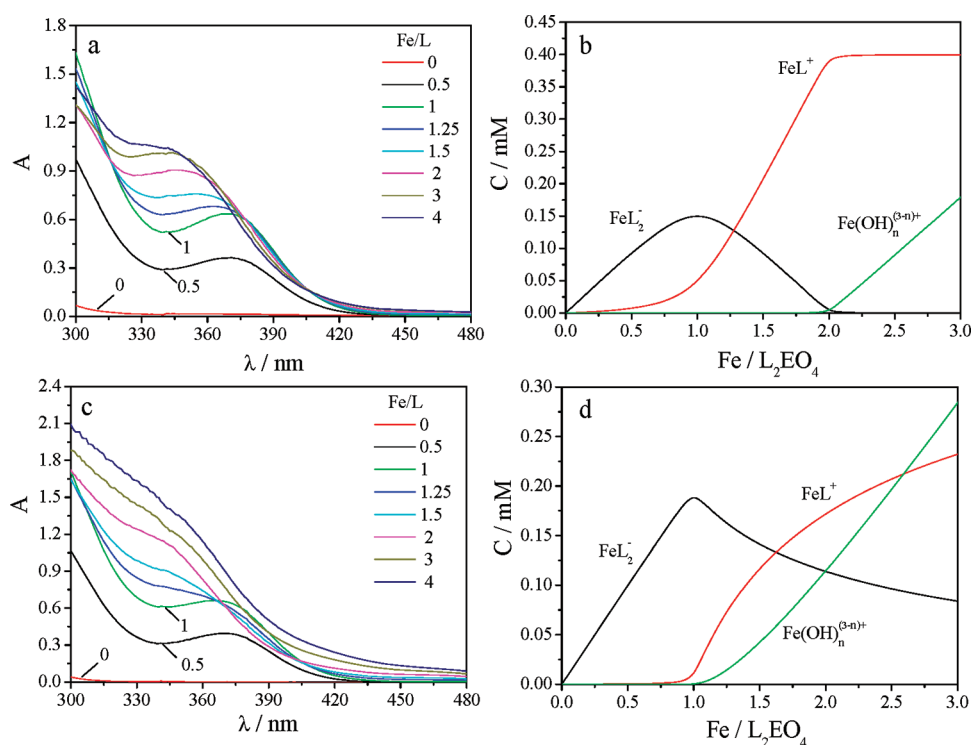 a
Fe/L
0
0.5
1
1.25
1.5
2
3
4
1
0.5
0
A
1.8
1.5
1.2
0.9
0.6
0.3
0.0
300 330 360 390 420 450 480
λ / nm
b
FeL⁺
FeL₂⁻
Fe(OH)ₙ⁽³⁻ⁿ⁾⁺
C / mM
0.40
0.35
0.30
0.25
0.20
0.15
0.10
0.05
0.00
0.0 0.5 1.0 1.5 2.0 2.5 3.0
Fe / L₂EO₄
c
Fe/L
0
0.5
1
1.25
1.5
2
3
4
1
0.5
0
A
2.4
2.1
1.8
1.5
1.2
0.9
0.6
0.3
0.0
300 330 360 390 420 450 480
λ / nm
d
FeL⁺
FeL₂⁻
Fe(OH)ₙ⁽³⁻ⁿ⁾⁺
C / mM
0.30
0.25
0.20
0.15
0.10
0.05
0.00
0.0 0.5 1.0 1.5 2.0 2.5 3.0
Fe / L₂EO₄